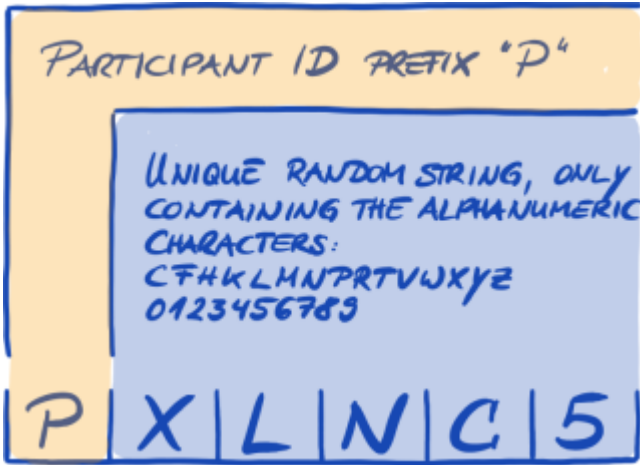 PARTICIPANT ID PREFIX "P"
UNIQUE RANDOM STRING, ONLY
CONTAINING THE ALPHANUMERIC
CHARACTERS:
CFHKLMNPRTVWXYZ
0123456789
P X L N C 5